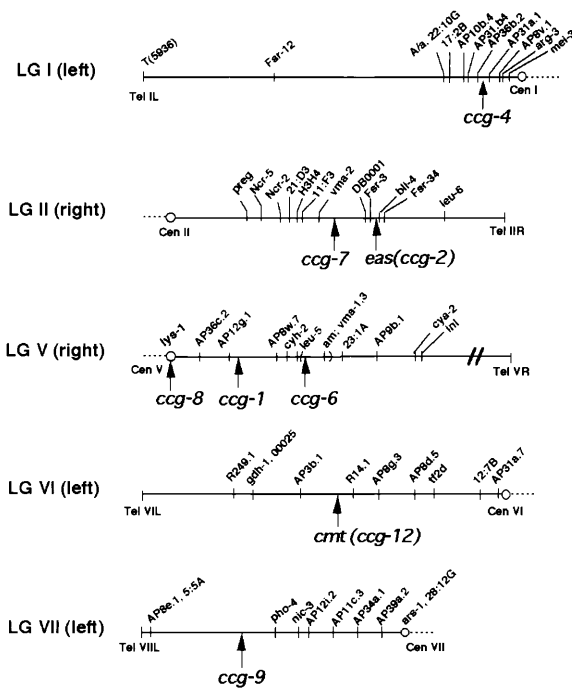 LG I (left)
T(5936)
Far-12
A/a, 22:10G
17:2B
AP10b.4
AP31.b4
AP36b.2
AP31a.1
AP8v.1
arg-3
mei-3
Tel IL
Cen I
ccg-4
LG II (right)
preg
Ncr-5
Ncr-2
21:D3
H3H4
11:F3
vma-2
DB0001
Far-3
bli-4
Far-34
leu-6
Cen II
Tel IIR
ccg-7
eas(ccg-2)
LG V (right)
lys-1
AP36c.2
AP12g.1
AP8w.7
cyh-2
leu-5
am; vma-1,3
23:1A
AP9b.1
cya-2
inl
Cen V
Tel VR
ccg-8
ccg-1
ccg-6
LG VI (left)
R249.1
gdh-1, 00025
AP3b.1
R14.1
AP8g.3
AP8d.5
tf2d
12:7B
AP31a.7
Tel VIL
Cen VI
cmt (ccg-12)
LG VII (left)
AP8e.1, 5:5A
pho-4
nic-3
AP12i.2
AP11c.3
AP34a.1
AP39a.2
ars-1, 28:12G
Tel VIIL
Cen VII
ccg-9